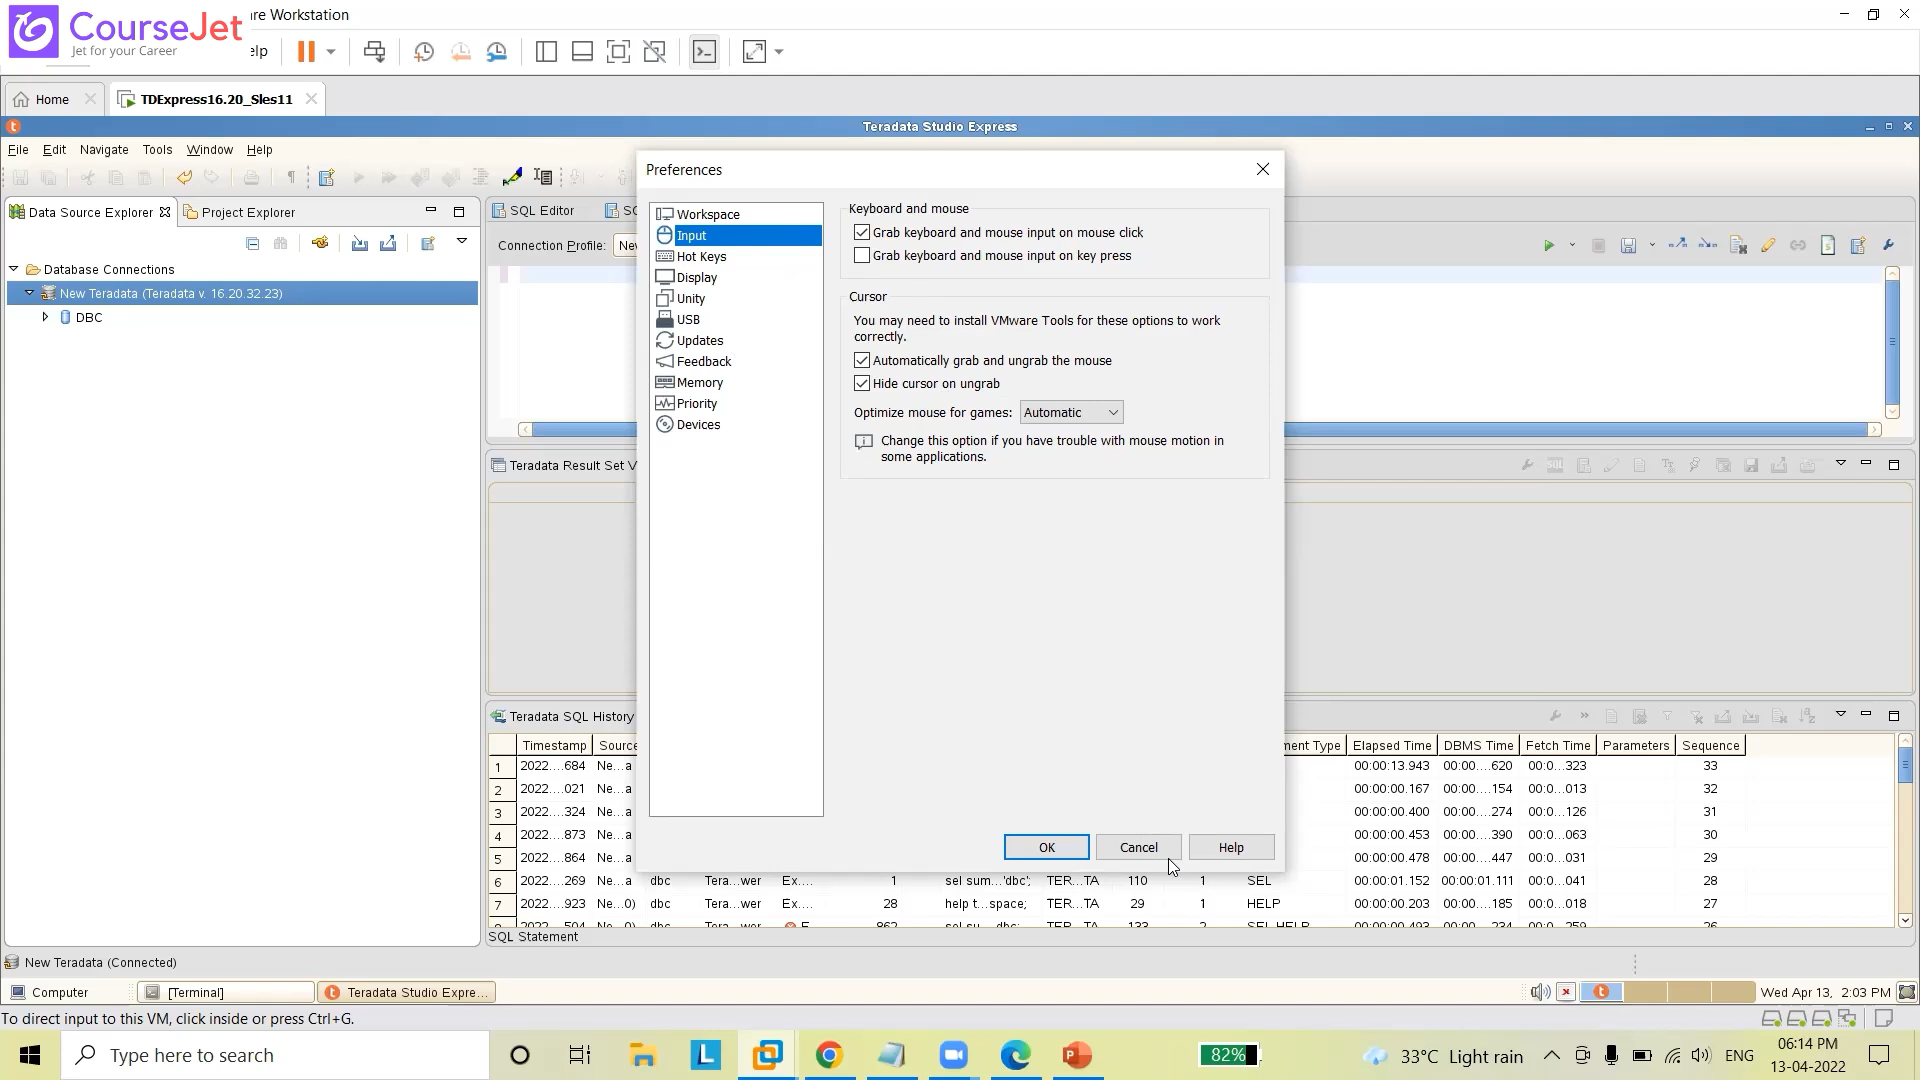 CourseJet
Jet for your Career
re Workstation
elp
Home
TDExpress16.20_Sles11
Teradata Studio Express
File Edit Navigate Tools Window Help
Data Source Explorer
Project Explorer
Database Connections
New Teradata (Teradata v. 16.20.32.23)
DBC
SQL Editor
Connection Profile:
Preferences
Workspace
Input
Hot Keys
Display
Unity
USB
Updates
Feedback
Memory
Priority
Devices
Keyboard and mouse
Grab keyboard and mouse input on mouse click
Grab keyboard and mouse input on key press
Cursor
You may need to install VMware Tools for these options to work
correctly.
Automatically grab and ungrab the mouse
Hide cursor on ungrab
Optimize mouse for games: Automatic
Change this option if you have trouble with mouse motion in
some applications.
OK Cancel Help
Teradata Result Set V
Teradata SQL History
Timestamp Source ment Type Elapsed Time DBMS Time Fetch Time Parameters Sequence
1 2022....684 Ne...a 00:00:13.943 00:00....620 00:0...323 33
2 2022....021 Ne...a 00:00:00.167 00:00....154 00:0...013 32
3 2022....324 Ne...a 00:00:00.400 00:00....274 00:0...126 31
4 2022....873 Ne...a 00:00:00.453 00:00....390 00:0...063 30
5 2022....864 Ne...a 00:00:00.478 00:00....447 00:0...031 29
6 2022....269 Ne...a dbc Tera...wer Ex.... 1 sel sum...'dbc'; TER...TA 110 1 SEL 00:00:01.152 00:00:01.111 00:0...041 28
7 2022....923 Ne...0) dbc Tera...wer Ex.... 28 help t...space; TER...TA 29 1 HELP 00:00:00.203 00:00....185 00:0...018 27
SQL Statement
New Teradata (Connected)
Computer
[Terminal]
Teradata Studio Expre...
Wed Apr 13, 2:03 PM
To direct input to this VM, click inside or press Ctrl+G.
Type here to search
82%
33°C Light rain
ENG
06:14 PM
13-04-2022